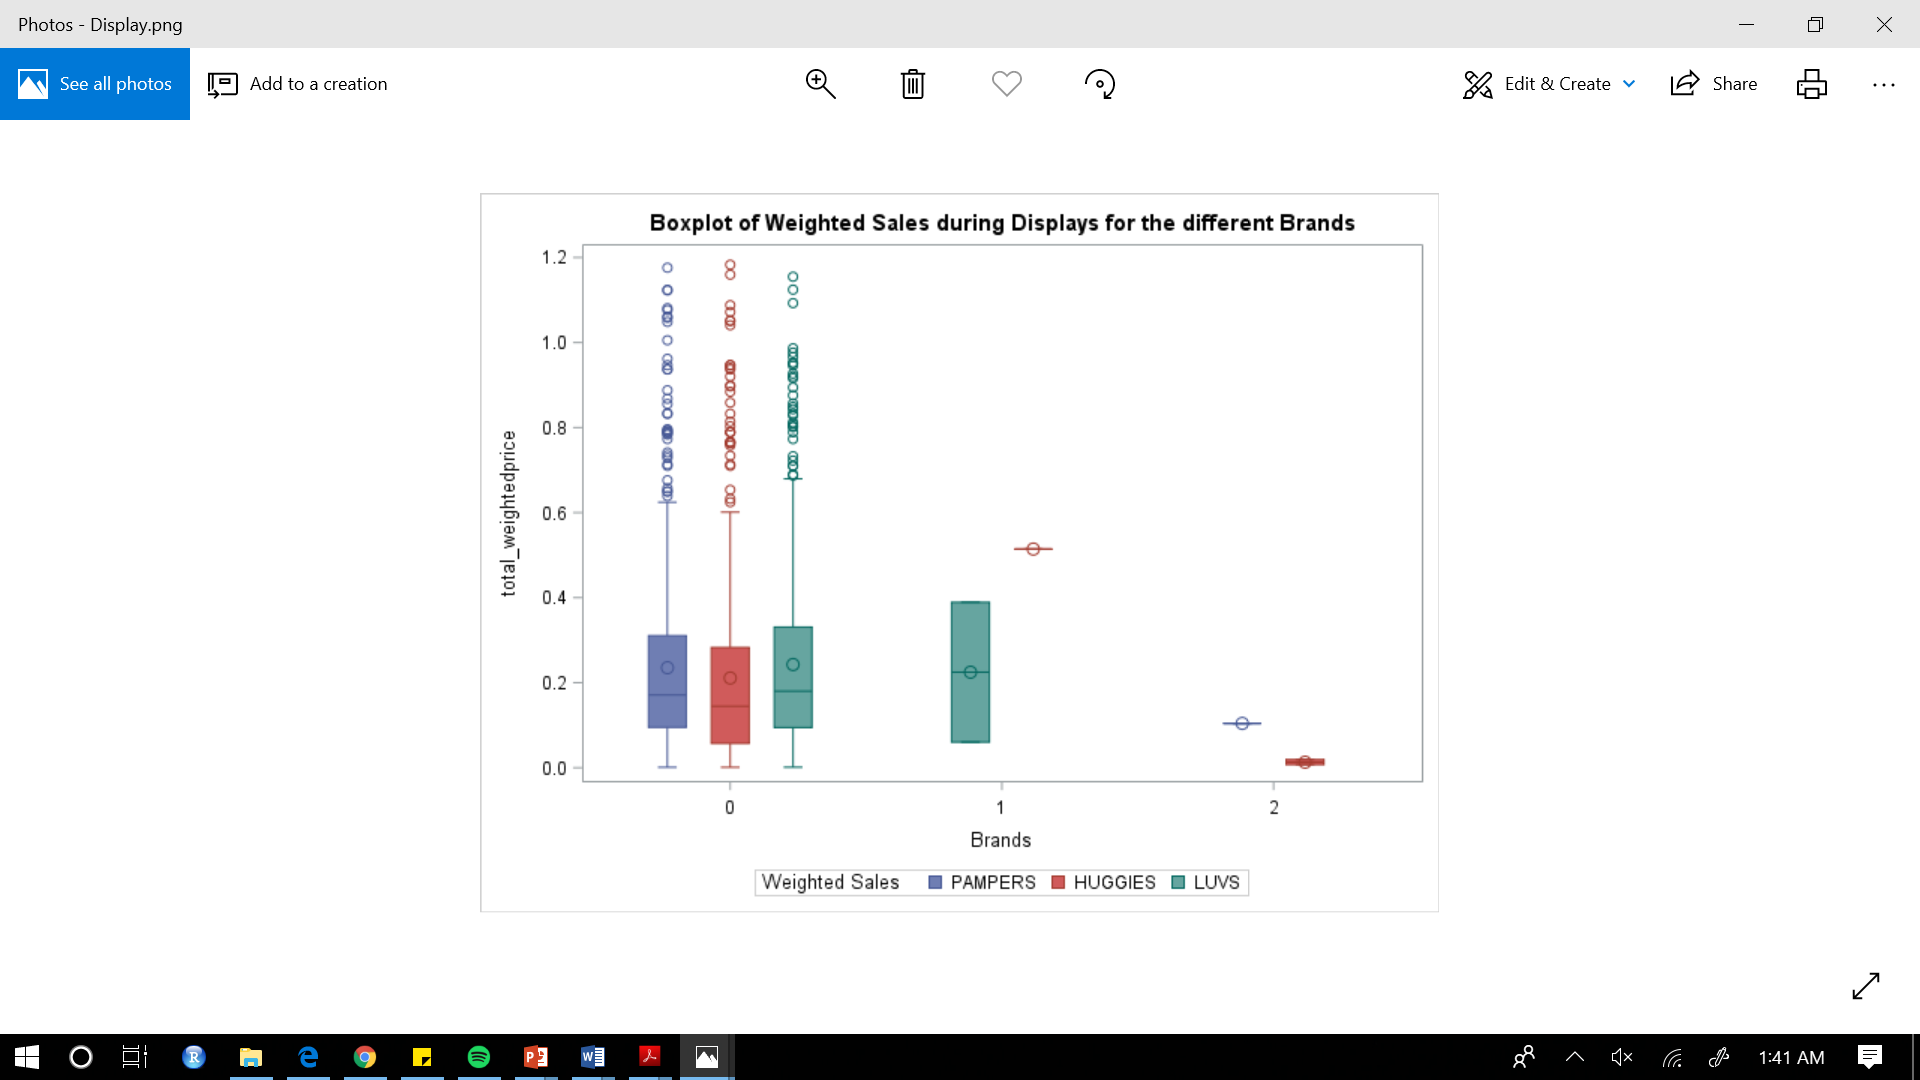 Photos - Display.png
See all photos
Add to a creation
Edit & Create
Share
Boxplot of Weighted Sales during Displays for the different Brands
1.2
1.0
0.8
0.6
0.4
0.2
0.0
total_weightedprice
0 1 2
Brands
Weighted Sales PAMPERS HUGGIES LUVS
1:41 AM